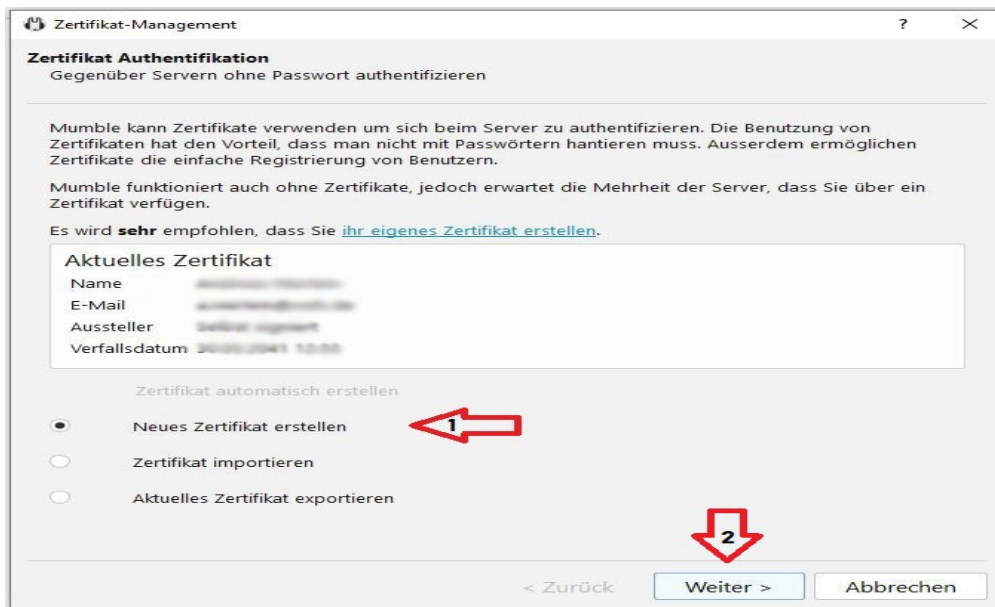 Zertifikat-Management
?
Zertifikat Authentifikation
Gegenüber Servern ohne Passwort authentifizieren
Mumble kann Zertifikate verwenden um sich beim Server zu authentifizieren. Die Benutzung von
Zertifikaten hat den Vorteil, dass man nicht mit Passwörtern hantieren muss. Ausserdem ermöglichen
Zertifikate die einfache Registrierung von Benutzern.
Mumble funktioniert auch ohne Zertifikate, jedoch erwartet die Mehrheit der Server, dass Sie über ein
Zertifikat verfügen.
Es wird sehr empfohlen, dass Sie ihr eigenes Zertifikat erstellen.
Aktuelles Zertifikat
Name
E-Mail
Aussteller
Verfallsdatum
Zertifikat automatisch erstellen
Neues Zertifikat erstellen 1
Zertifikat importieren
Aktuelles Zertifikat exportieren
2
< Zurück Weiter > Abbrechen